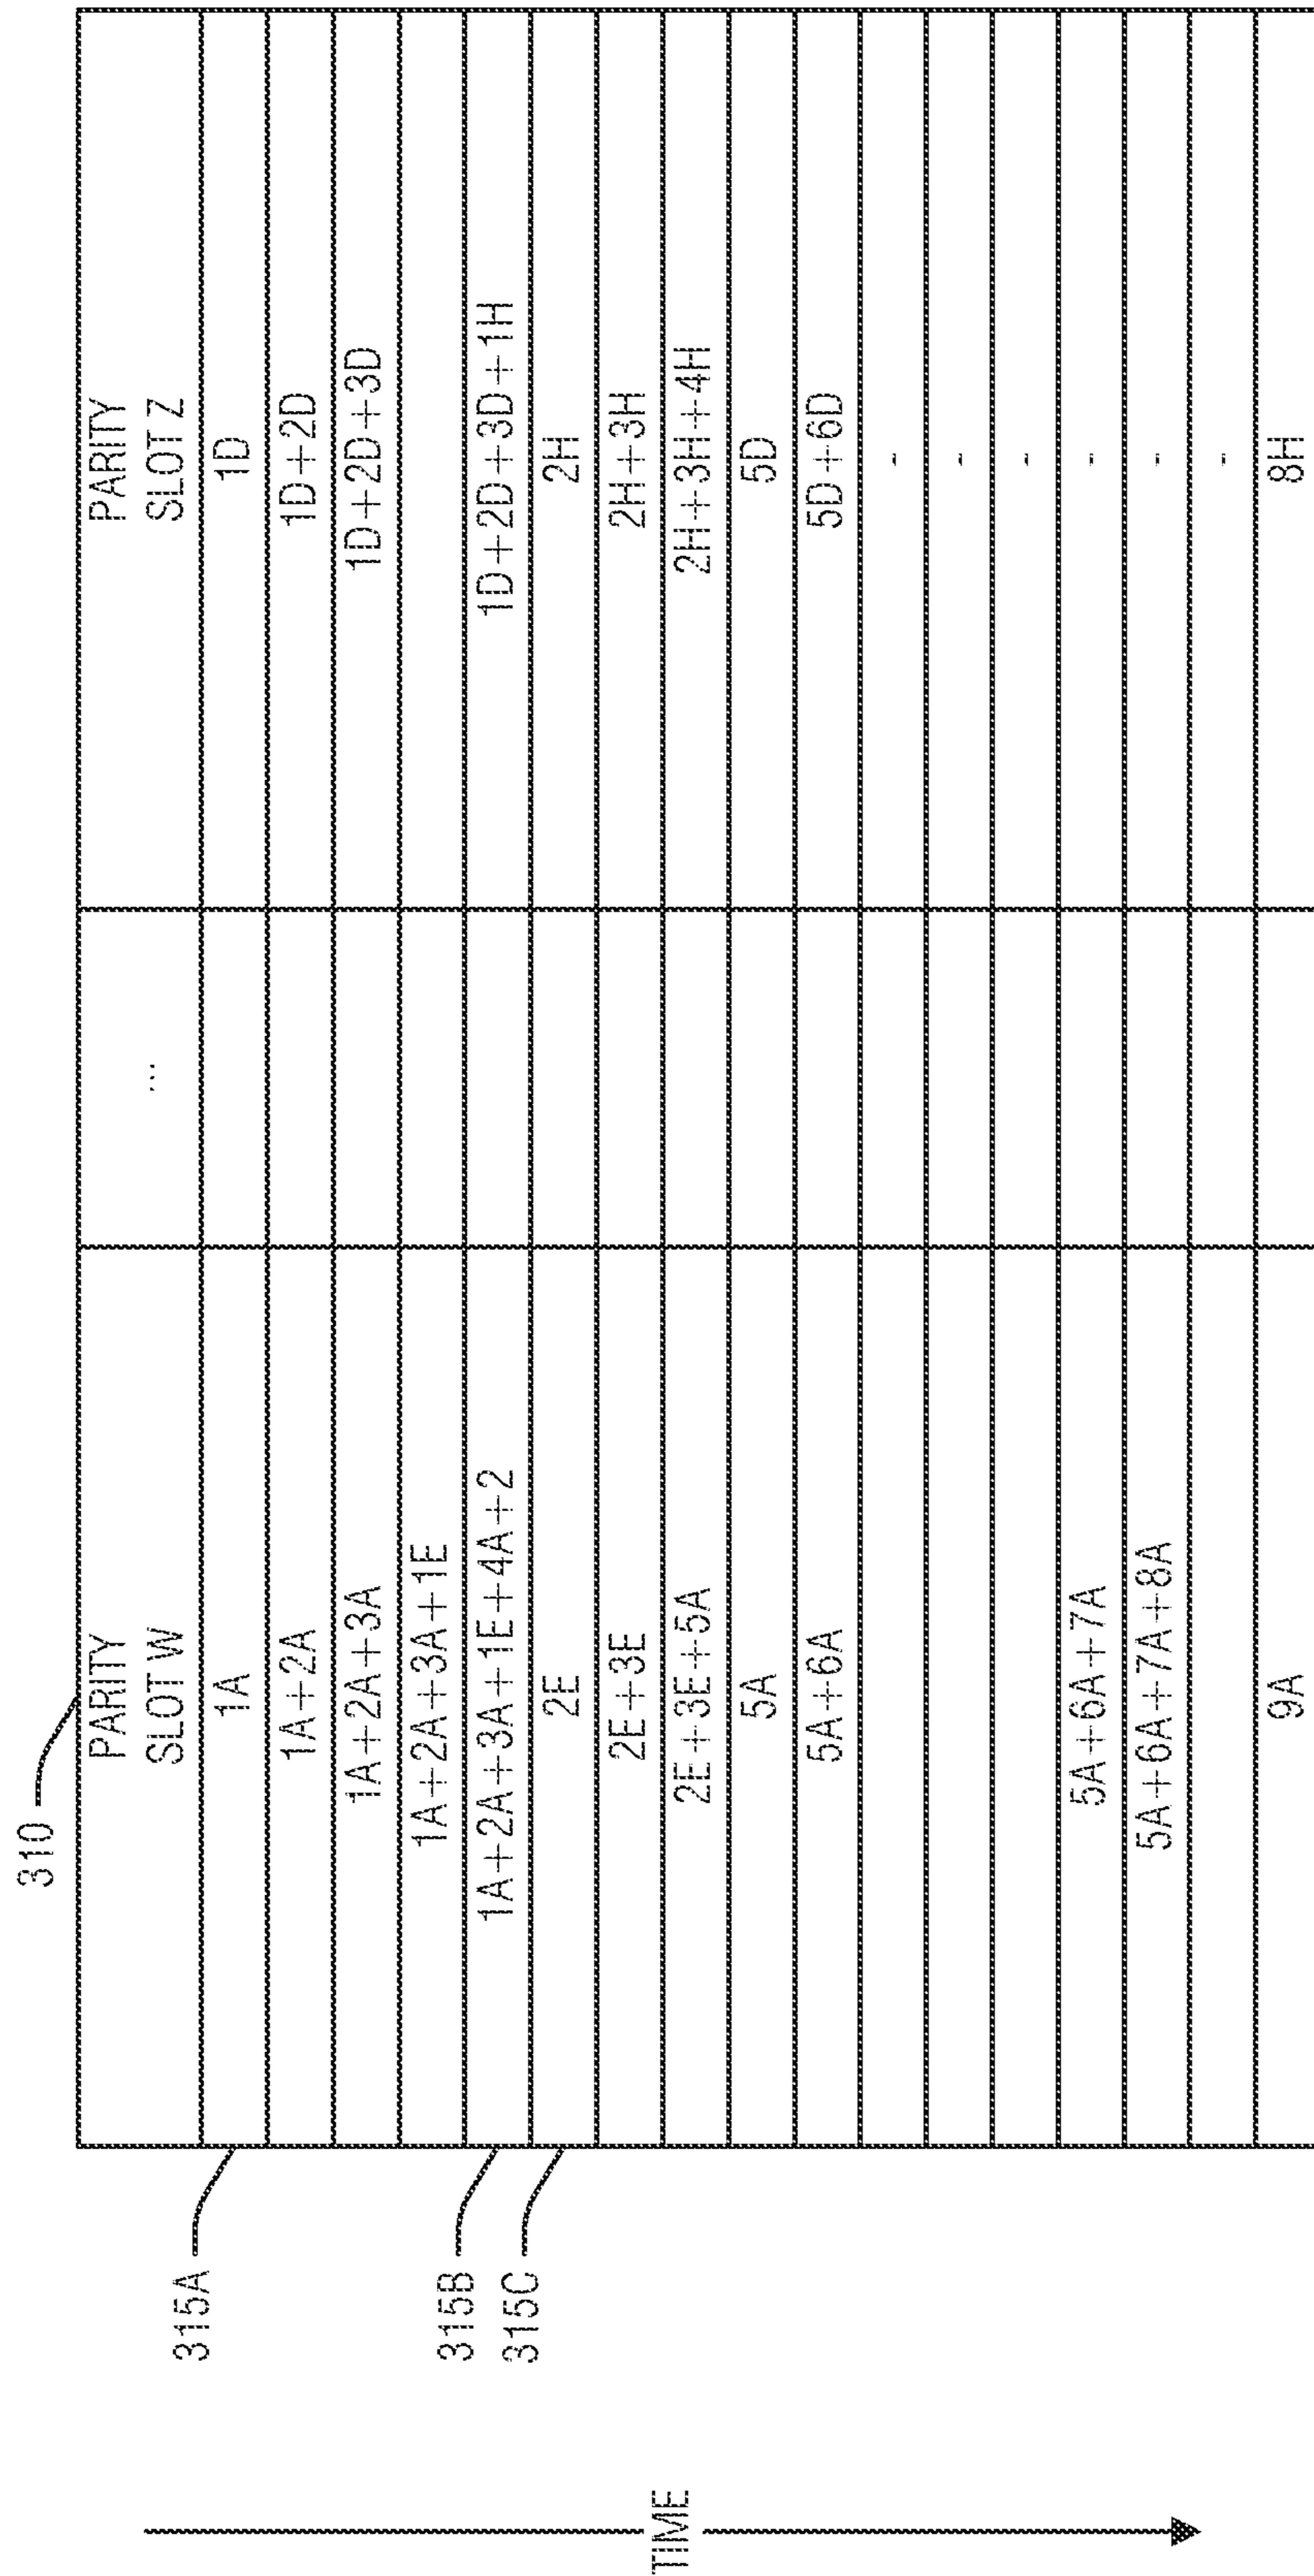 310
PARITY SLOT W ... PARITY SLOT Z
315A 1A 1D
1A+2A 1D+2D
1A+2A+3A 1D+2D+3D
1A+2A+3A+1E
315B 1A+2A+3A+1E+4A+2 1D+2D+3D+1H
315C 2E 2H
2E+3E 2H+3H
2E+3E+5A 2H+3H+4H
5A 5D
5A+6A 5D+6D
-
-
-
5A+6A+7A -
5A+6A+7A+8A -
-
9A 8H
TIME